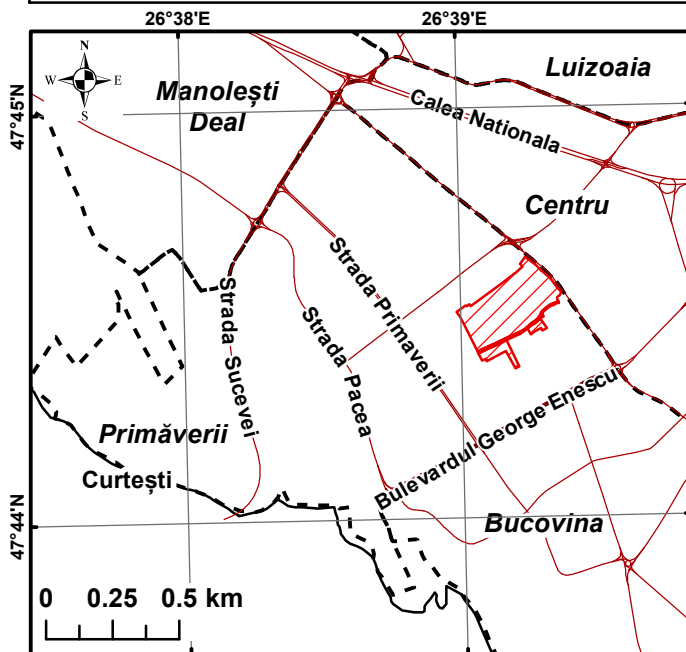 26°38'E
26°39'E
N
W
E
S
Manolești
Deal
Luizoaia
Calea Nationala
47°45'N
Centru
Strada Primaverii
Strada Sucevei
Strada Pacea
Bulevardul George Enescu
Primăverii
Curtești
47°44'N
Bucovina
0 0.25 0.5 km